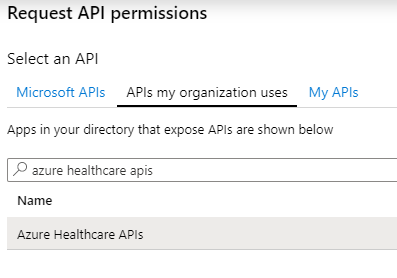 Request API permissions
Select an API
Microsoft APIs APIs my organization uses My APIs
Apps in your directory that expose APIs are shown below
azure healthcare apis
Name
Azure Healthcare APIs